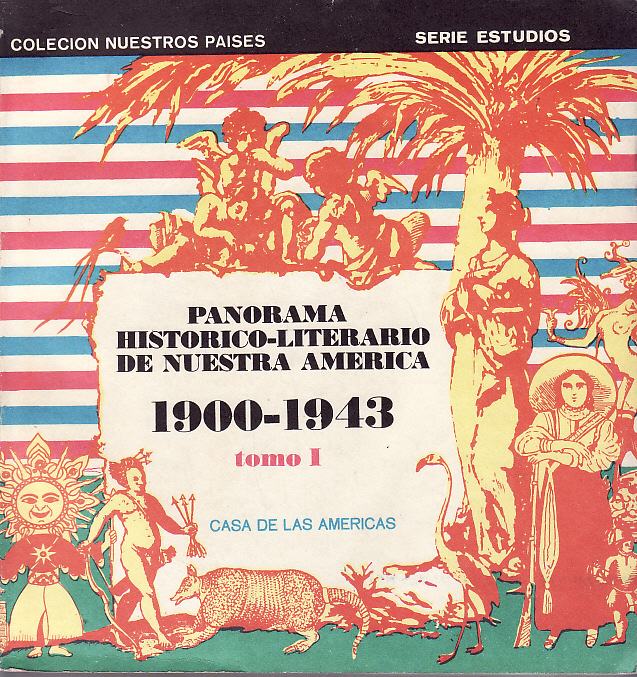 COLECION NUESTROS PAISES
SERIE ESTUDIOS
PANORAMA
HISTORICO-LITERARIO
DE NUESTRA AMERICA
1900-1943
tomo I
CASA DE LAS AMERICAS